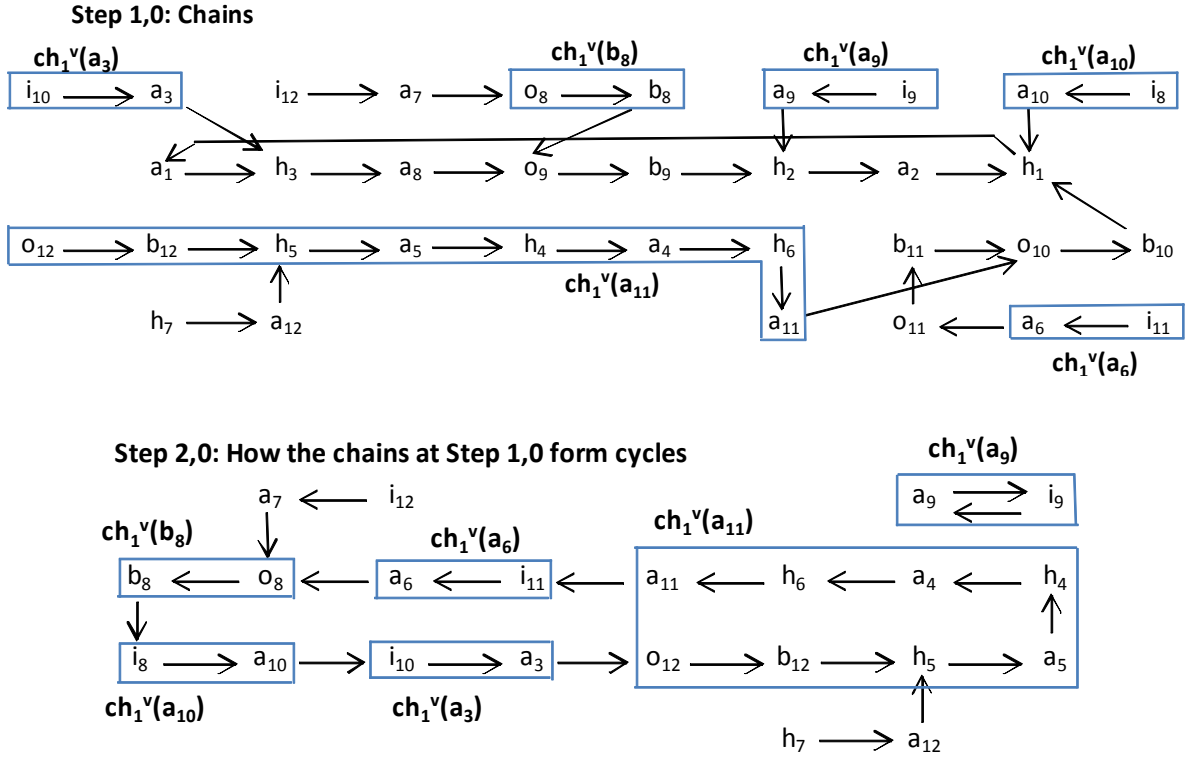 Step 1,0: Chains
ch₁ᵛ(a₃) ch₁ᵛ(b₈) ch₁ᵛ(a₉) ch₁ᵛ(a₁₀)
i₁₀ a₃ i₁₂ a₇ o₈ b₈ a₉ i₉ a₁₀ i₈
a₁ h₃ a₈ o₉ b₉ h₂ a₂ h₁
o₁₂ b₁₂ h₅ a₅ h₄ a₄ h₆ b₁₁ o₁₀ b₁₀
ch₁ᵛ(a₁₁)
h₇ a₁₂ a₁₁ o₁₁ a₆ i₁₁
ch₁ᵛ(a₆)
Step 2,0: How the chains at Step 1,0 form cycles
ch₁ᵛ(a₉)
a₇ i₁₂ a₉ i₉
ch₁ᵛ(b₈) ch₁ᵛ(a₆) ch₁ᵛ(a₁₁)
b₈ o₈ a₆ i₁₁ a₁₁ h₆ a₄ h₄
i₈ a₁₀ i₁₀ a₃ o₁₂ b₁₂ h₅ a₅
ch₁ᵛ(a₁₀) ch₁ᵛ(a₃)
h₇ a₁₂